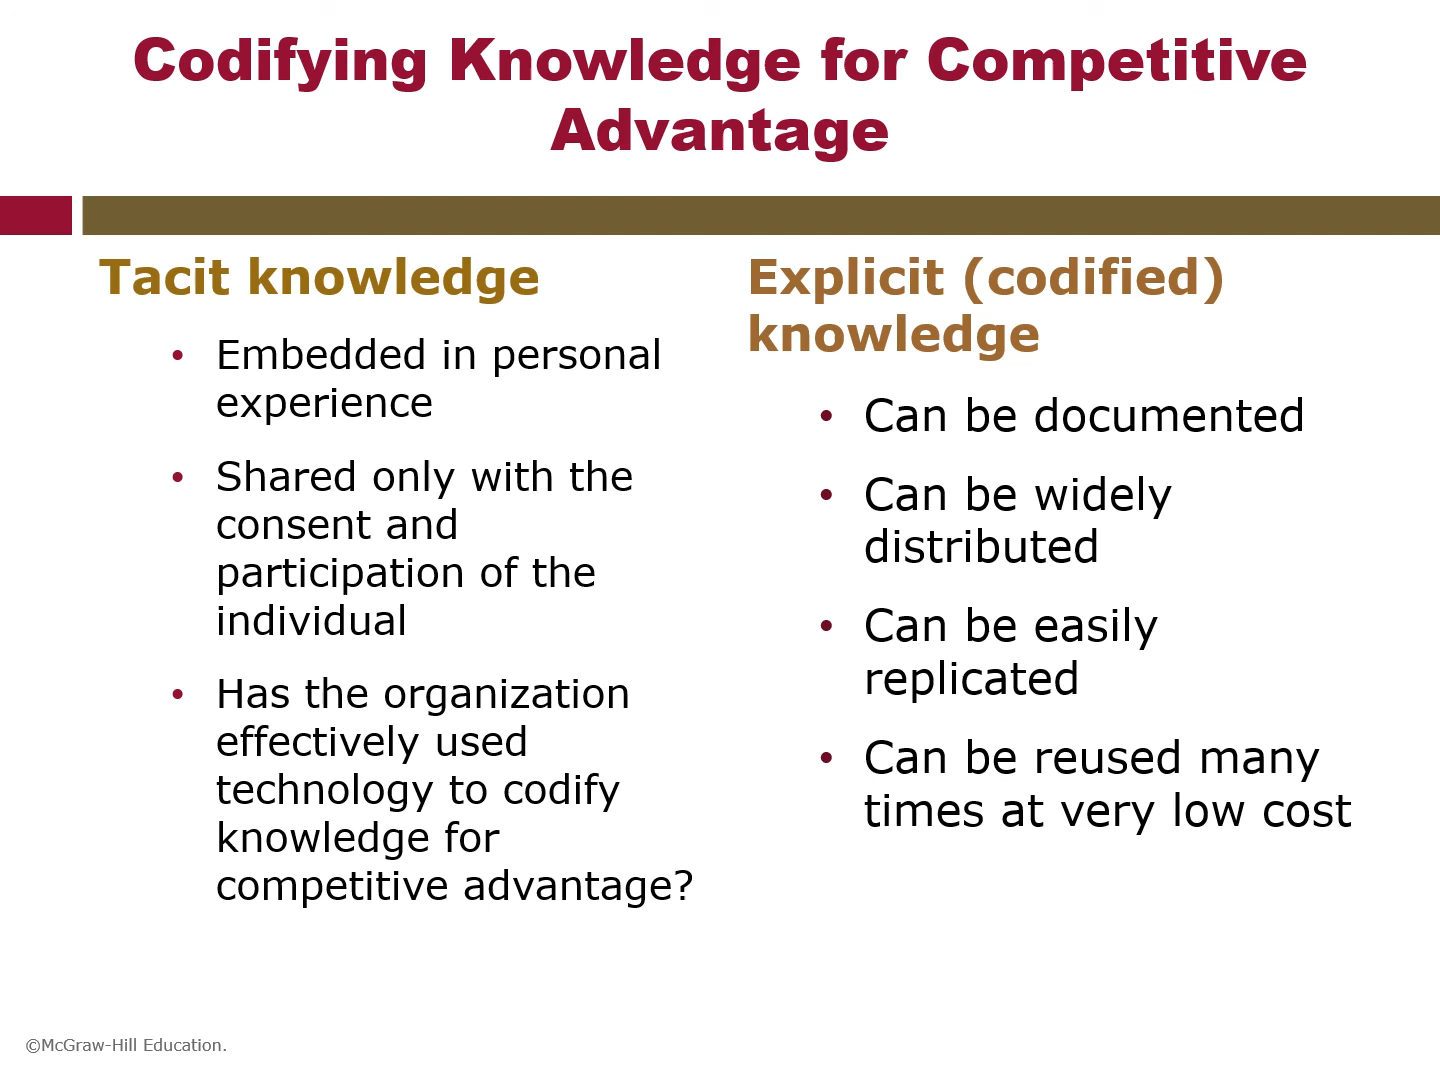 Codifying Knowledge for Competitive
Advantage
Tacit knowledge
• Embedded in personal
experience
• Shared only with the
consent and
participation of the
individual
• Has the organization
effectively used
technology to codify
knowledge for
competitive advantage?
Explicit (codified)
knowledge
• Can be documented
• Can be widely
distributed
• Can be easily
replicated
• Can be reused many
times at very low cost
©McGraw-Hill Education.